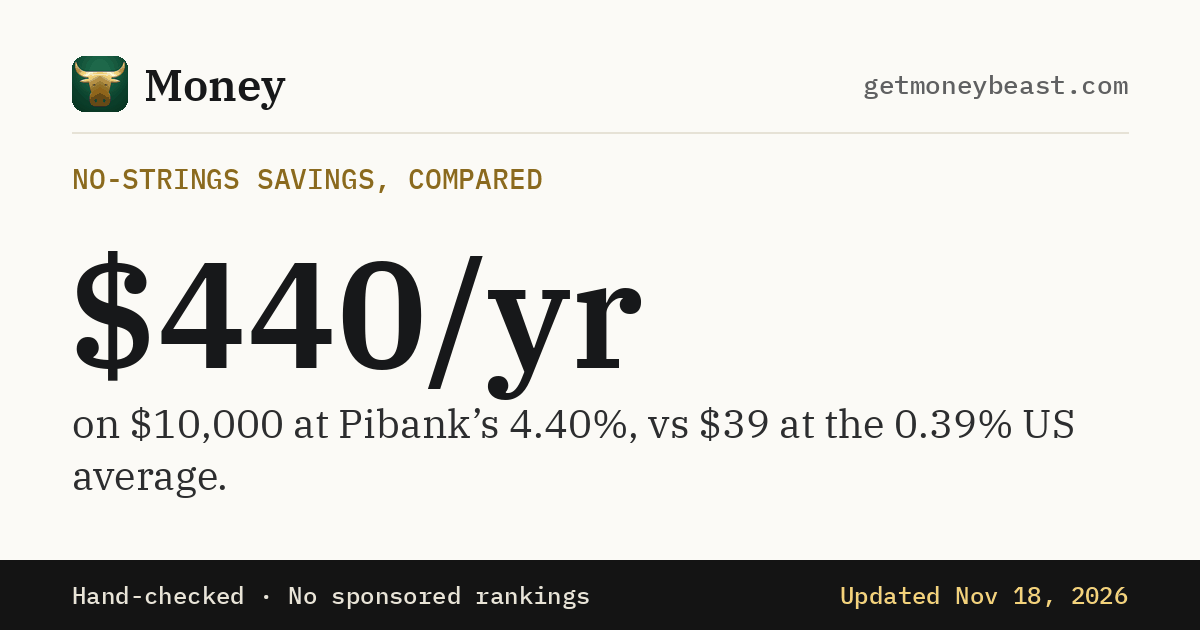 Money
getmoneybeast.com
NO-STRINGS SAVINGS, COMPARED
$440/yr
on $10,000 at Pibank’s 4.40%, vs $39 at the 0.39% US
average.
Hand-checked · No sponsored rankings
Updated Nov 18, 2026